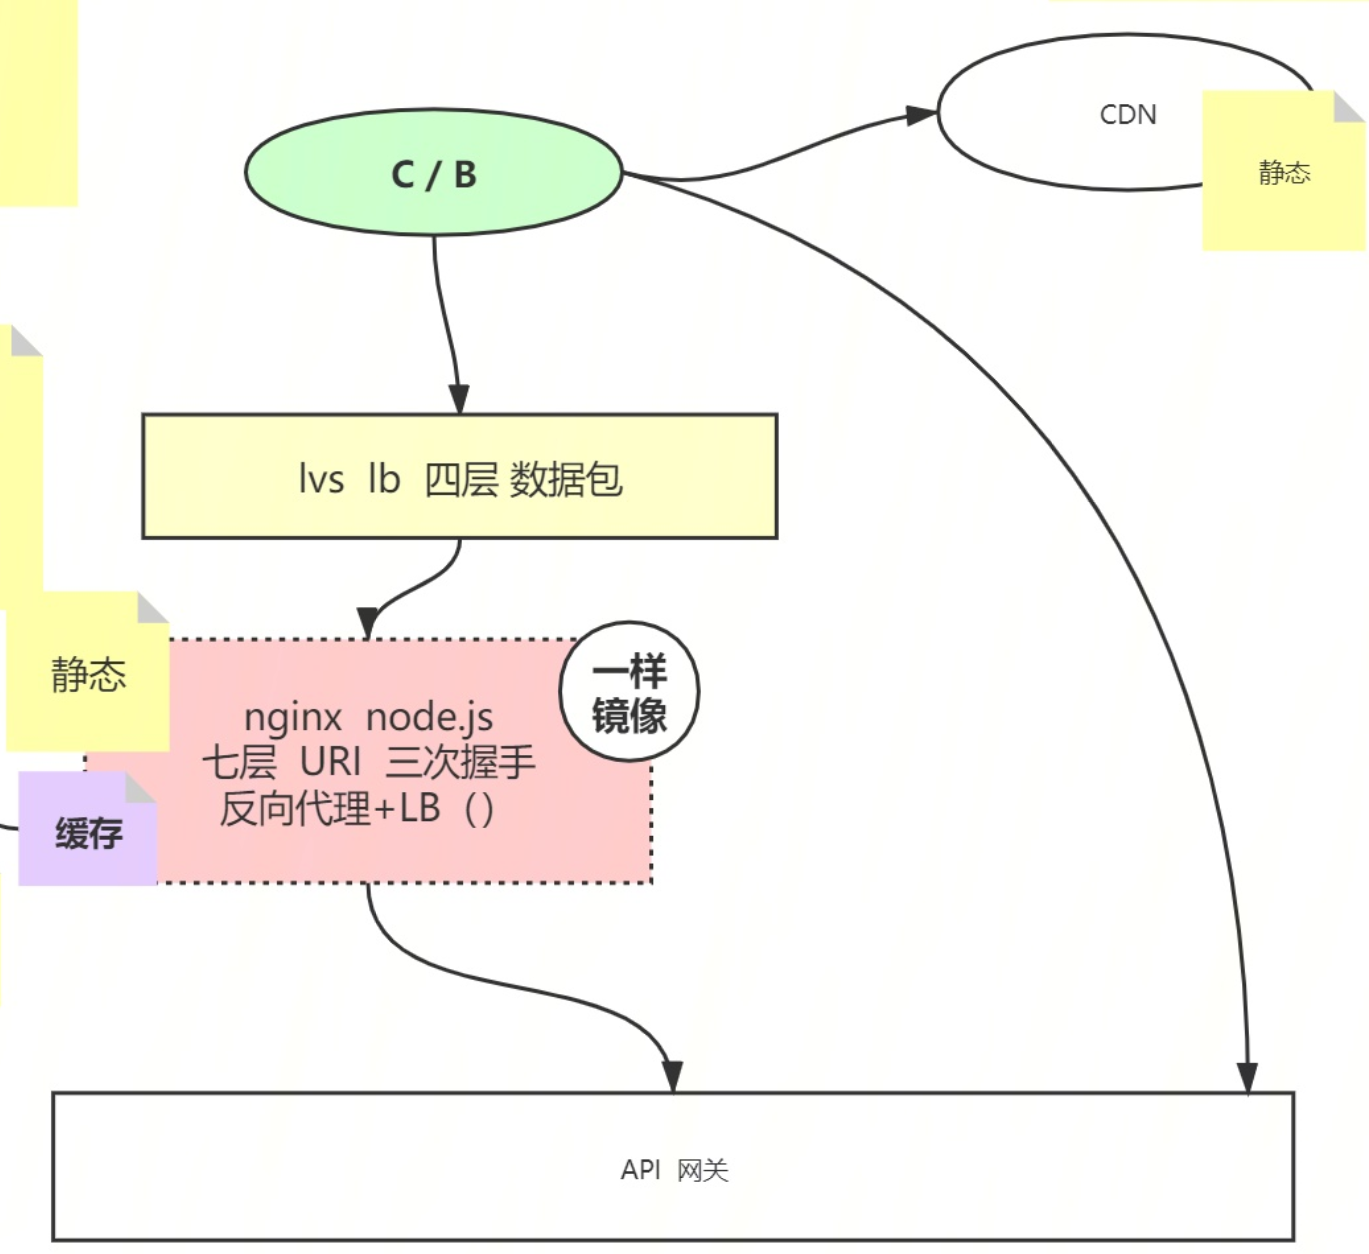 CDN
C / B
静态
lvs lb 四层 数据包
一样
镜像
静态
nginx node.js
七层 URI 三次握手
反向代理+LB（）
缓存
API 网关